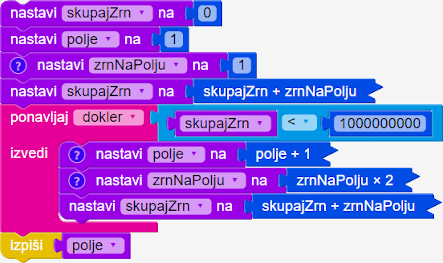 nastavi skupajZrn na 0
nastavi polje na 1
? nastavi zrnNaPolju na 1
nastavi skupajZrn na skupajZrn + zrnNaPolju
ponavljaj dokler skupajZrn < 1000000000
izvedi ? nastavi polje na polje + 1
? nastavi zrnNaPolju na zrnNaPolju × 2
nastavi skupajZrn na skupajZrn + zrnNaPolju
izpiši polje